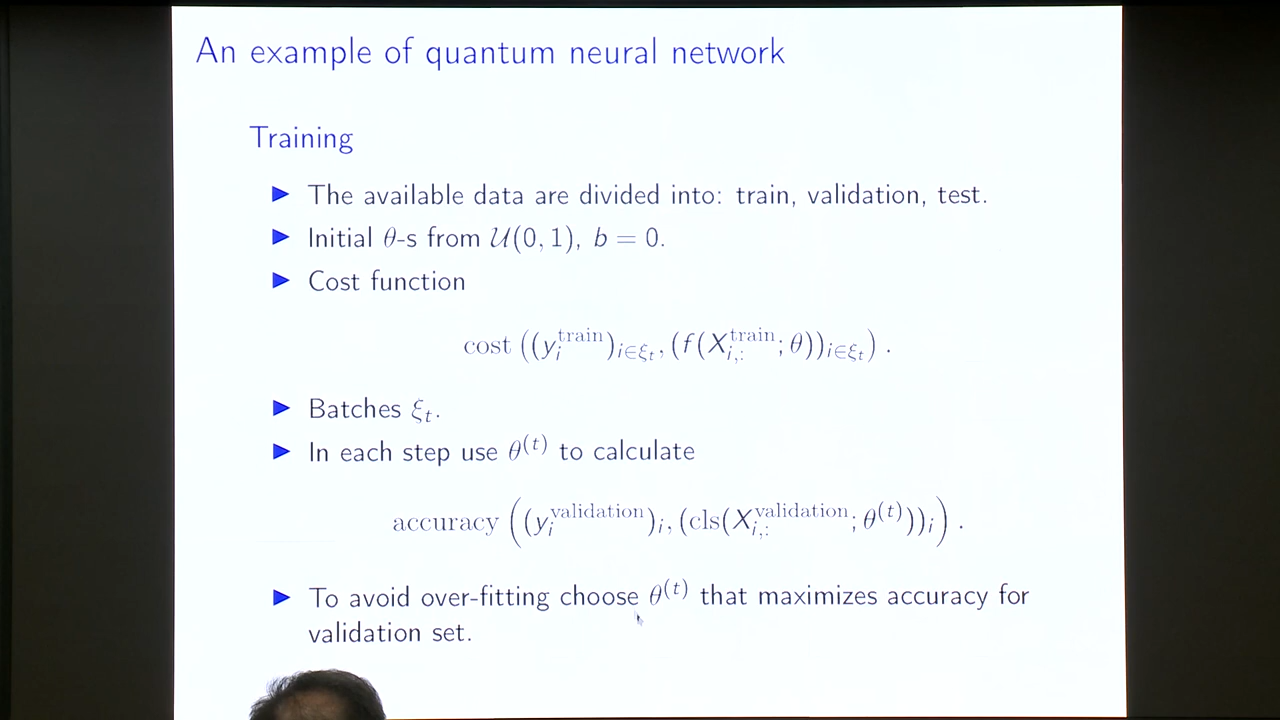 An example of quantum neural network
Training
▶ The available data are divided into: train, validation, test.
▶ Initial θ-s from 𝒰(0, 1), b = 0.
▶ Cost function
cost ((y_i^train)_{i∈ξ_t}, (f(X_{i,:}^train; θ))_{i∈ξ_t}) .
▶ Batches ξ_t.
▶ In each step use θ^(t) to calculate
accuracy ((y_i^validation)_i, (cls(X_{i,:}^validation; θ^(t)))_i) .
▶ To avoid over-fitting choose θ^(t) that maximizes accuracy for
validation set.